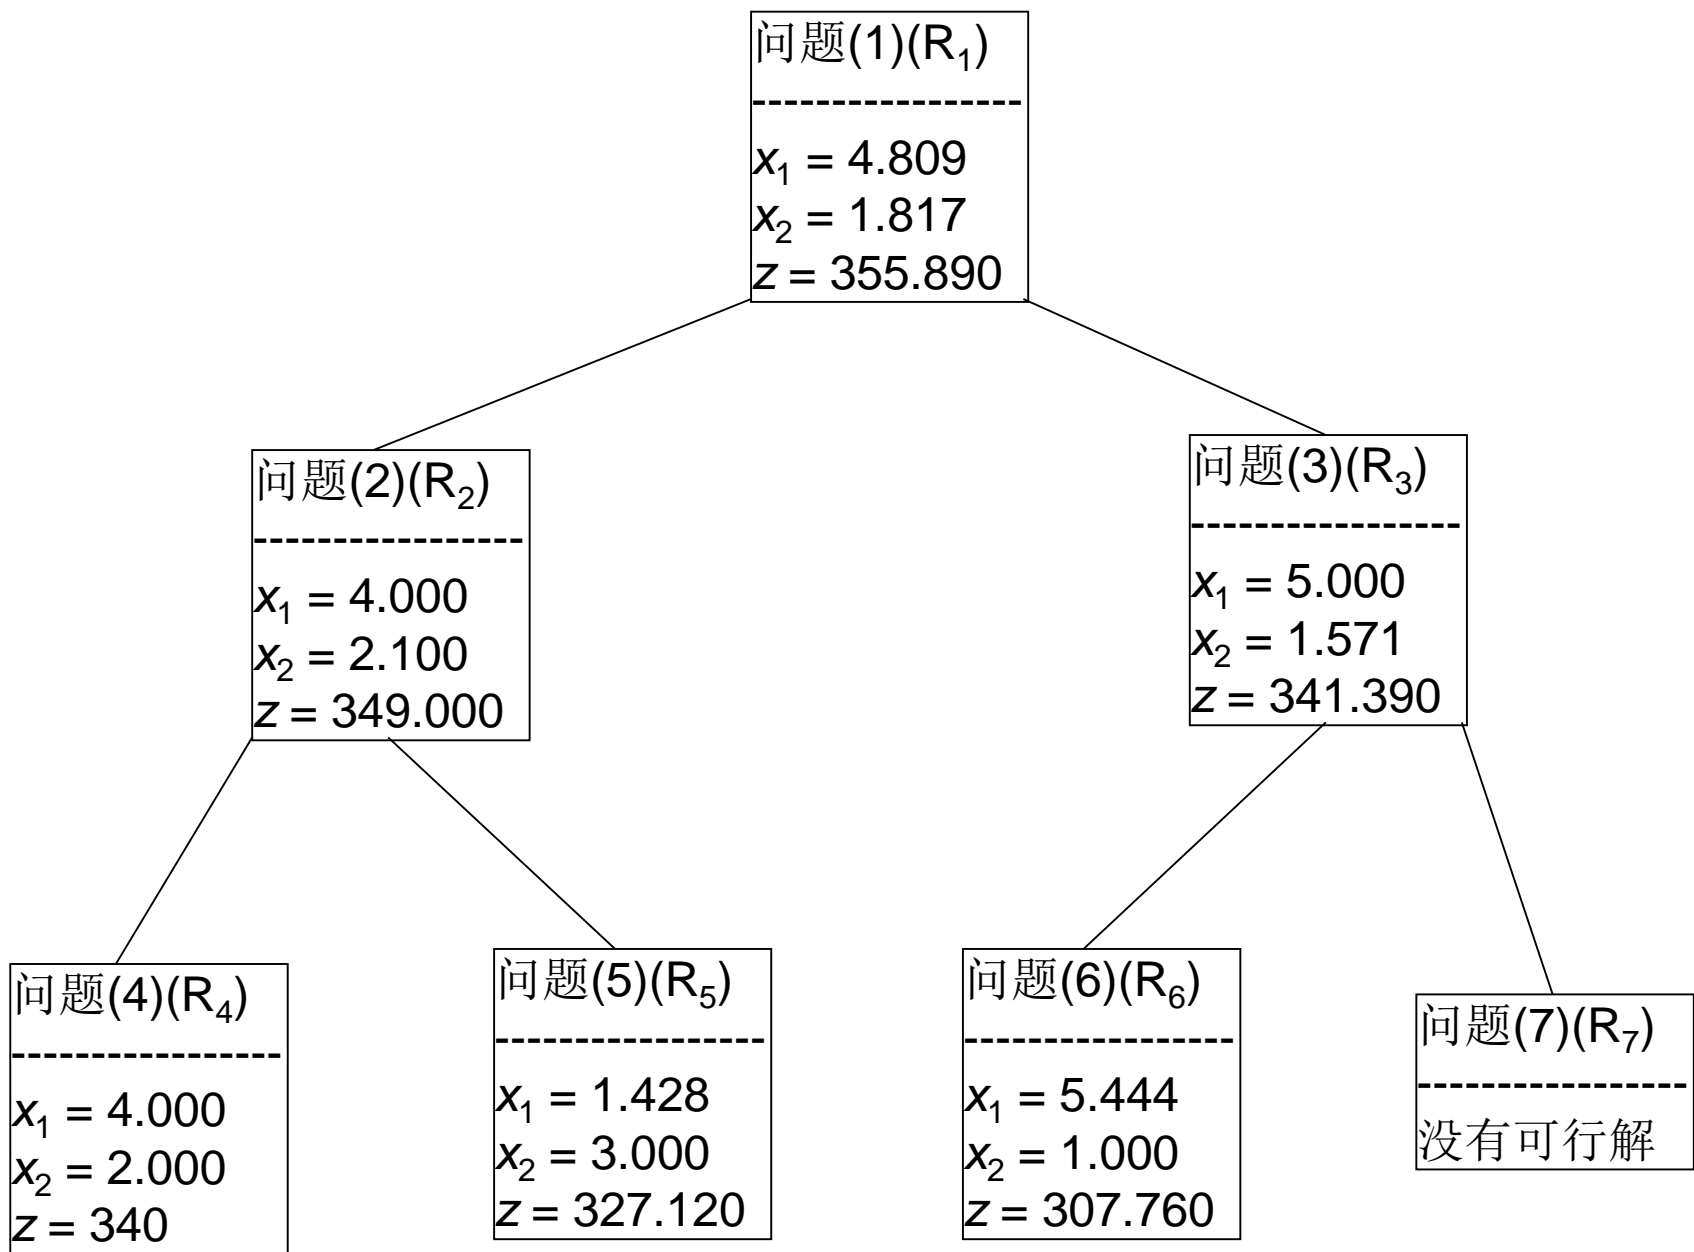 问题(1)(R₁)
-----------------
x₁ = 4.809
x₂ = 1.817
z = 355.890
问题(2)(R₂)
-----------------
x₁ = 4.000
x₂ = 2.100
z = 349.000
问题(3)(R₃)
-----------------
x₁ = 5.000
x₂ = 1.571
z = 341.390
问题(4)(R₄)
-----------------
x₁ = 4.000
x₂ = 2.000
z = 340
问题(5)(R₅)
-----------------
x₁ = 1.428
x₂ = 3.000
z = 327.120
问题(6)(R₆)
-----------------
x₁ = 5.444
x₂ = 1.000
z = 307.760
问题(7)(R₇)
-----------------
没有可行解